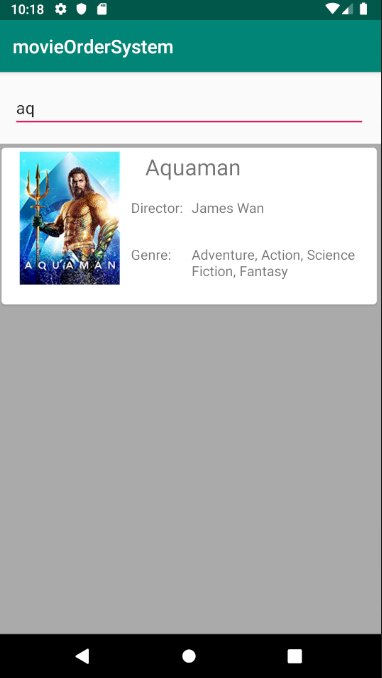 10:18
movieOrderSystem
aq
AQUAMAN
Aquaman
Director: James Wan
Genre: Adventure, Action, Science
Fiction, Fantasy